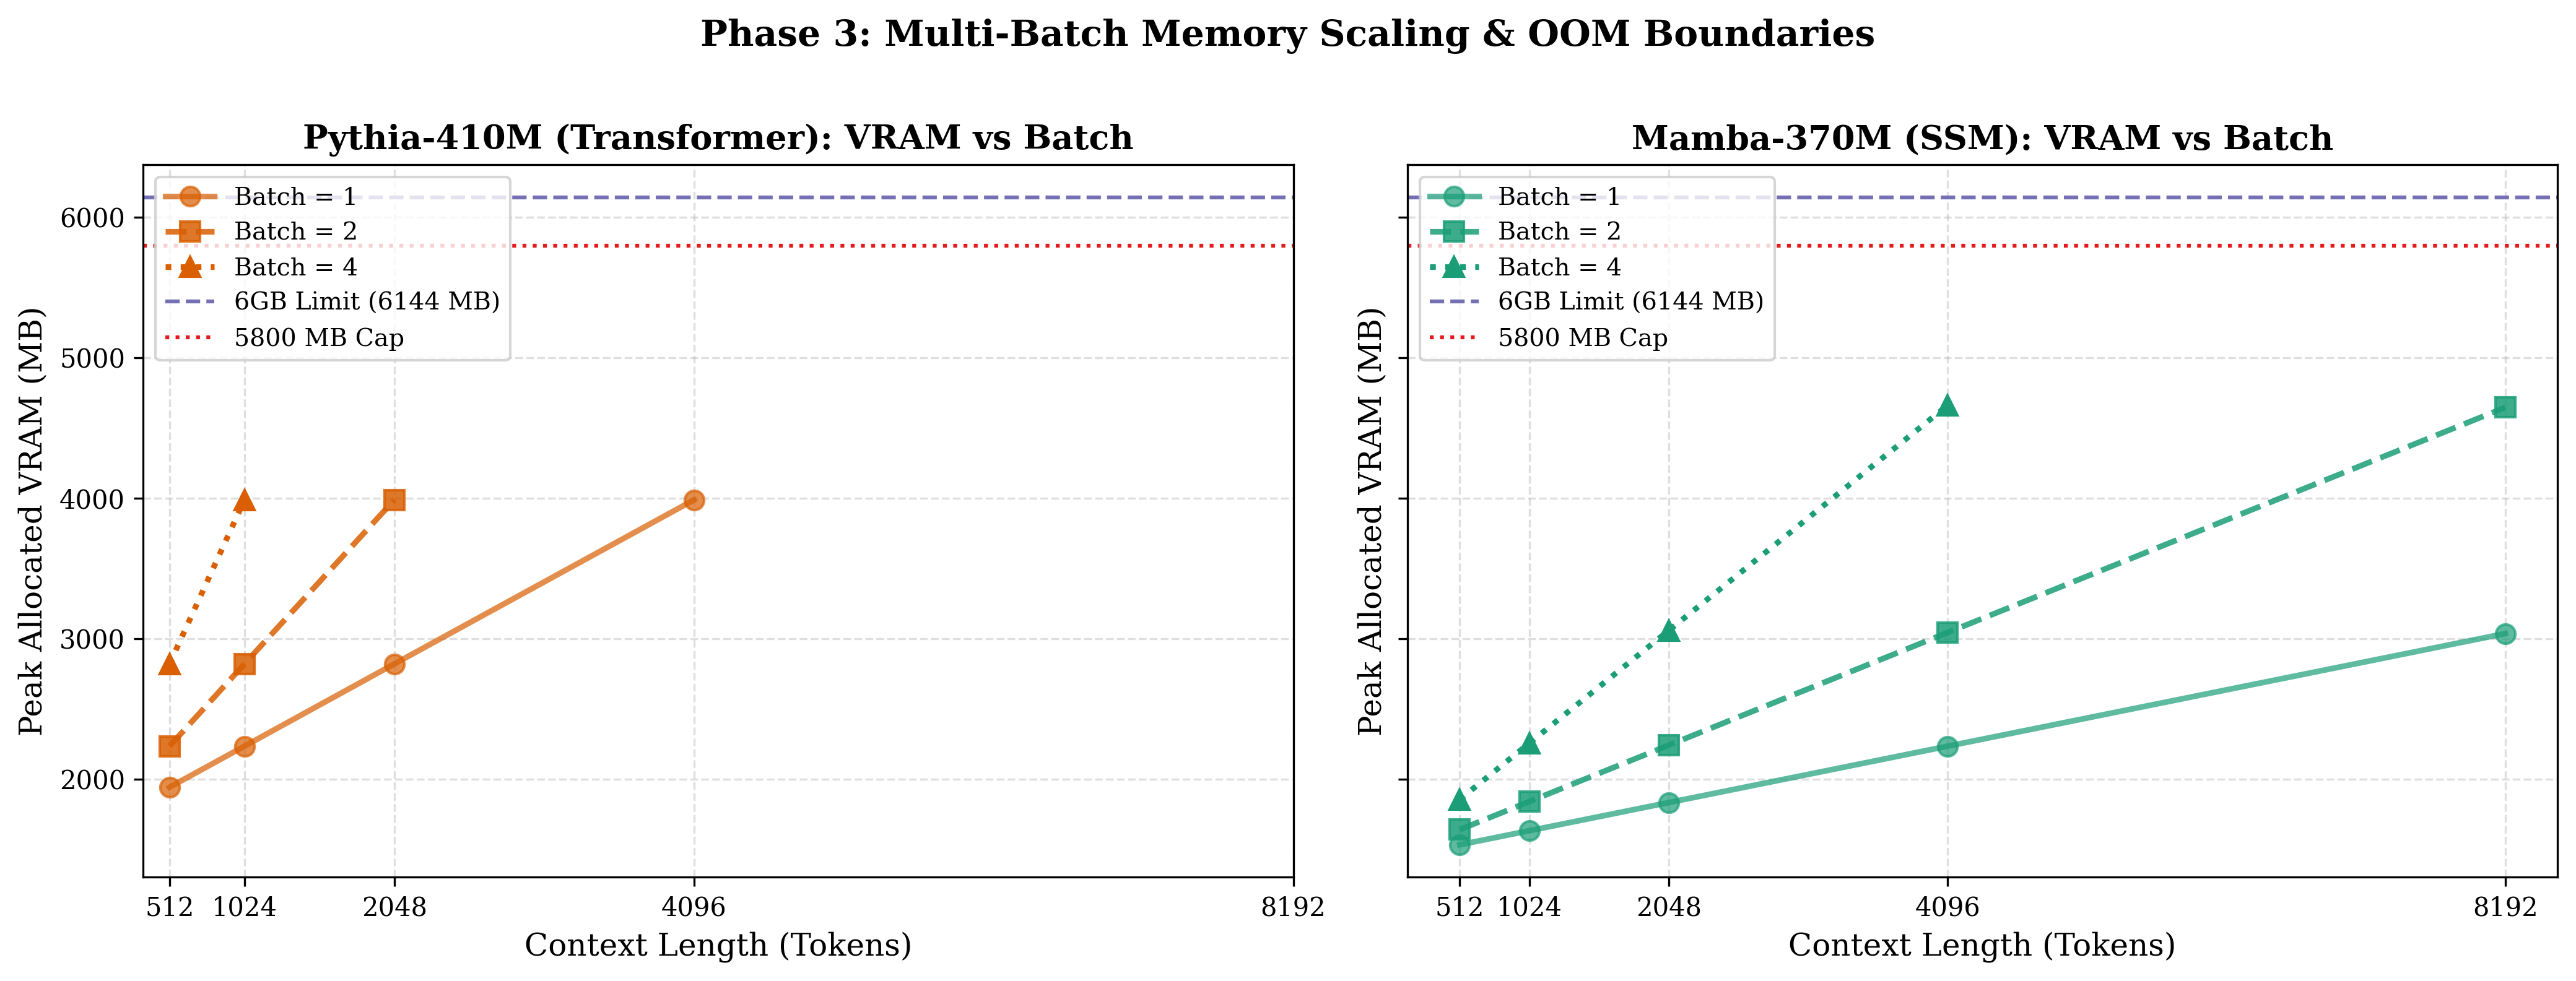 Phase 3: Multi-Batch Memory Scaling & OOM Boundaries
Pythia-410M (Transformer): VRAM vs Batch
Peak Allocated VRAM (MB)
6000
5000
4000
3000
2000
Batch = 1
Batch = 2
Batch = 4
6GB Limit (6144 MB)
5800 MB Cap
512 1024 2048 4096 8192
Context Length (Tokens)
Mamba-370M (SSM): VRAM vs Batch
Peak Allocated VRAM (MB)
Batch = 1
Batch = 2
Batch = 4
6GB Limit (6144 MB)
5800 MB Cap
512 1024 2048 4096 8192
Context Length (Tokens)